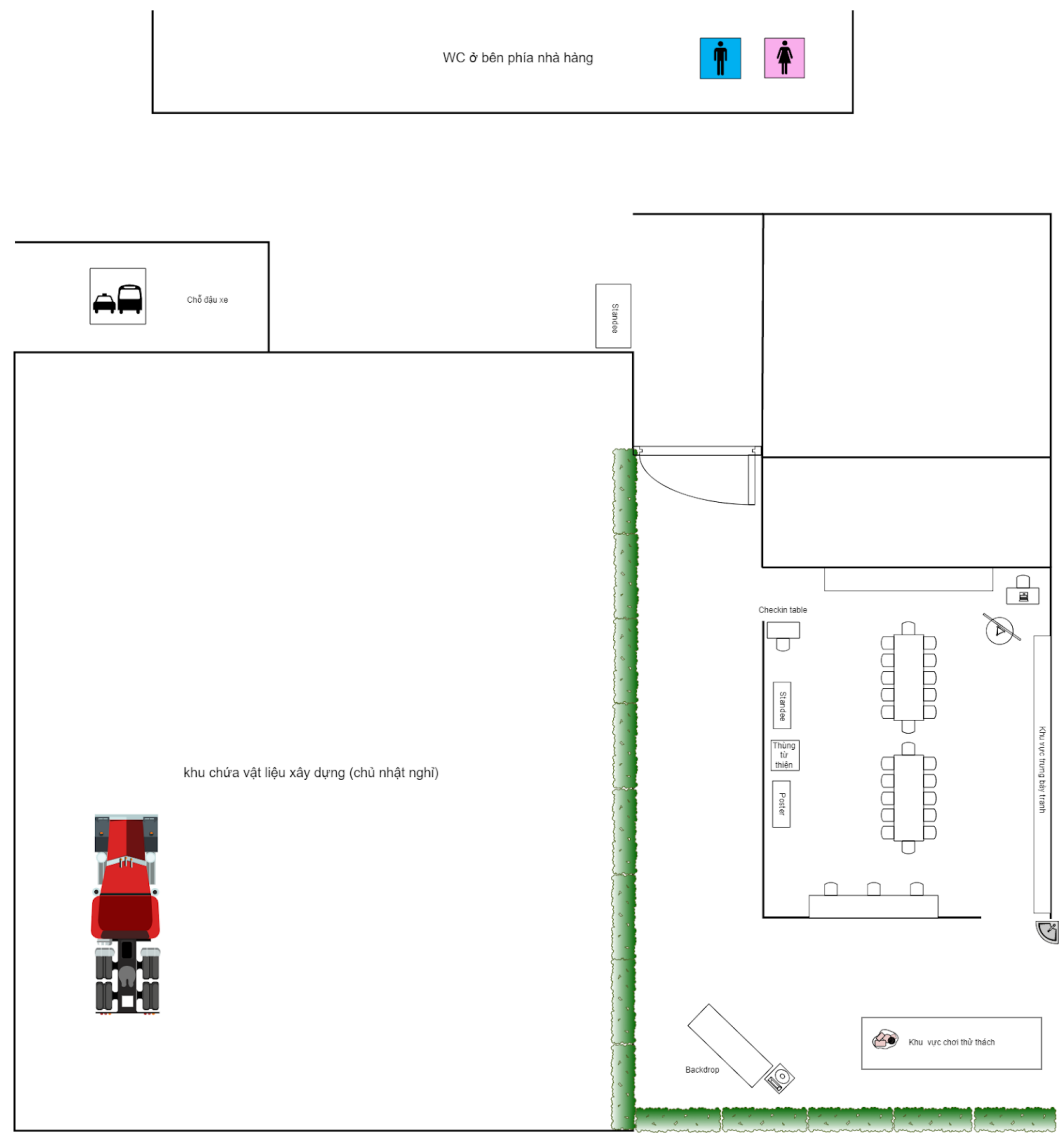 WC ở bên phía nhà hàng
Chỗ đậu xe
Standee
Checkin table
Standee
Thùng
từ
thiện
Poster
Khu vực trưng bày tranh
khu chứa vật liệu xây dựng (chủ nhật nghỉ)
Khu vực chơi thử thách
Backdrop